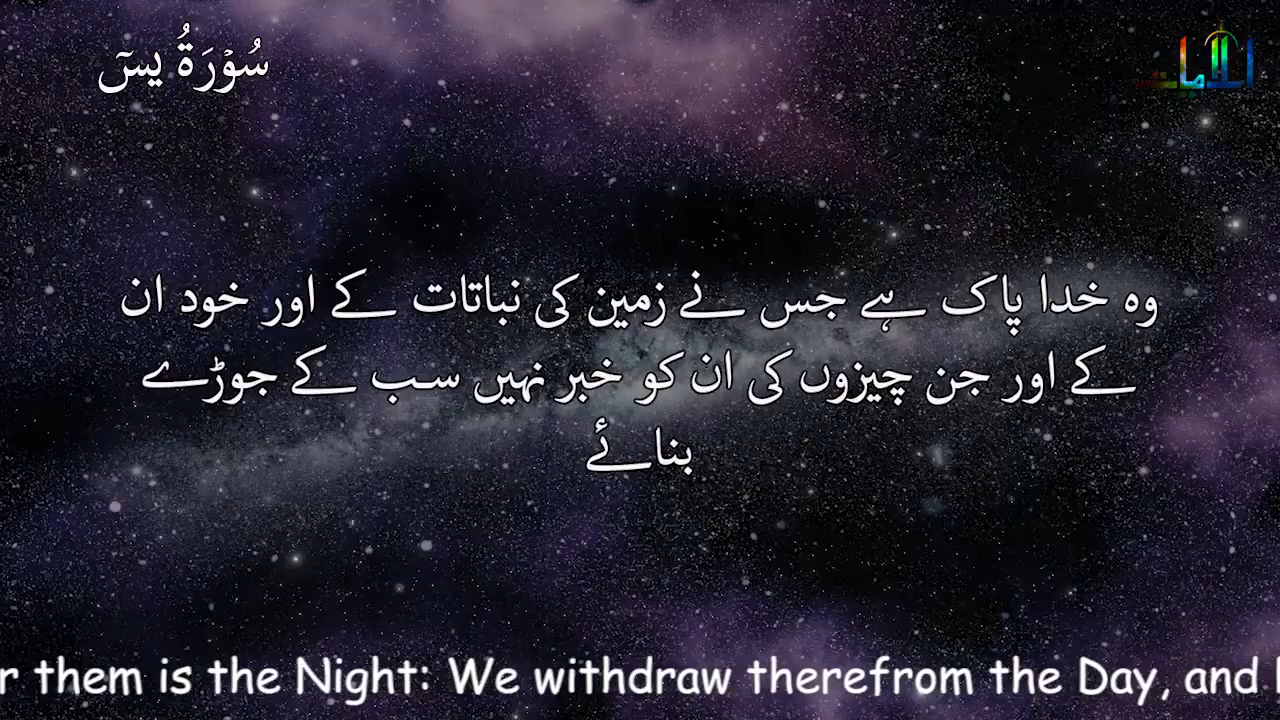 سُوۡرَةُ يسٓ
وہ خدا پاک ہے جس نے زمین کی نباتات کے اور خود ان
کے اور جن چیزوں کی ان کو خبر نہیں سب کے جوڑے
بنائے
r them is the Night: We withdraw therefrom the Day, and